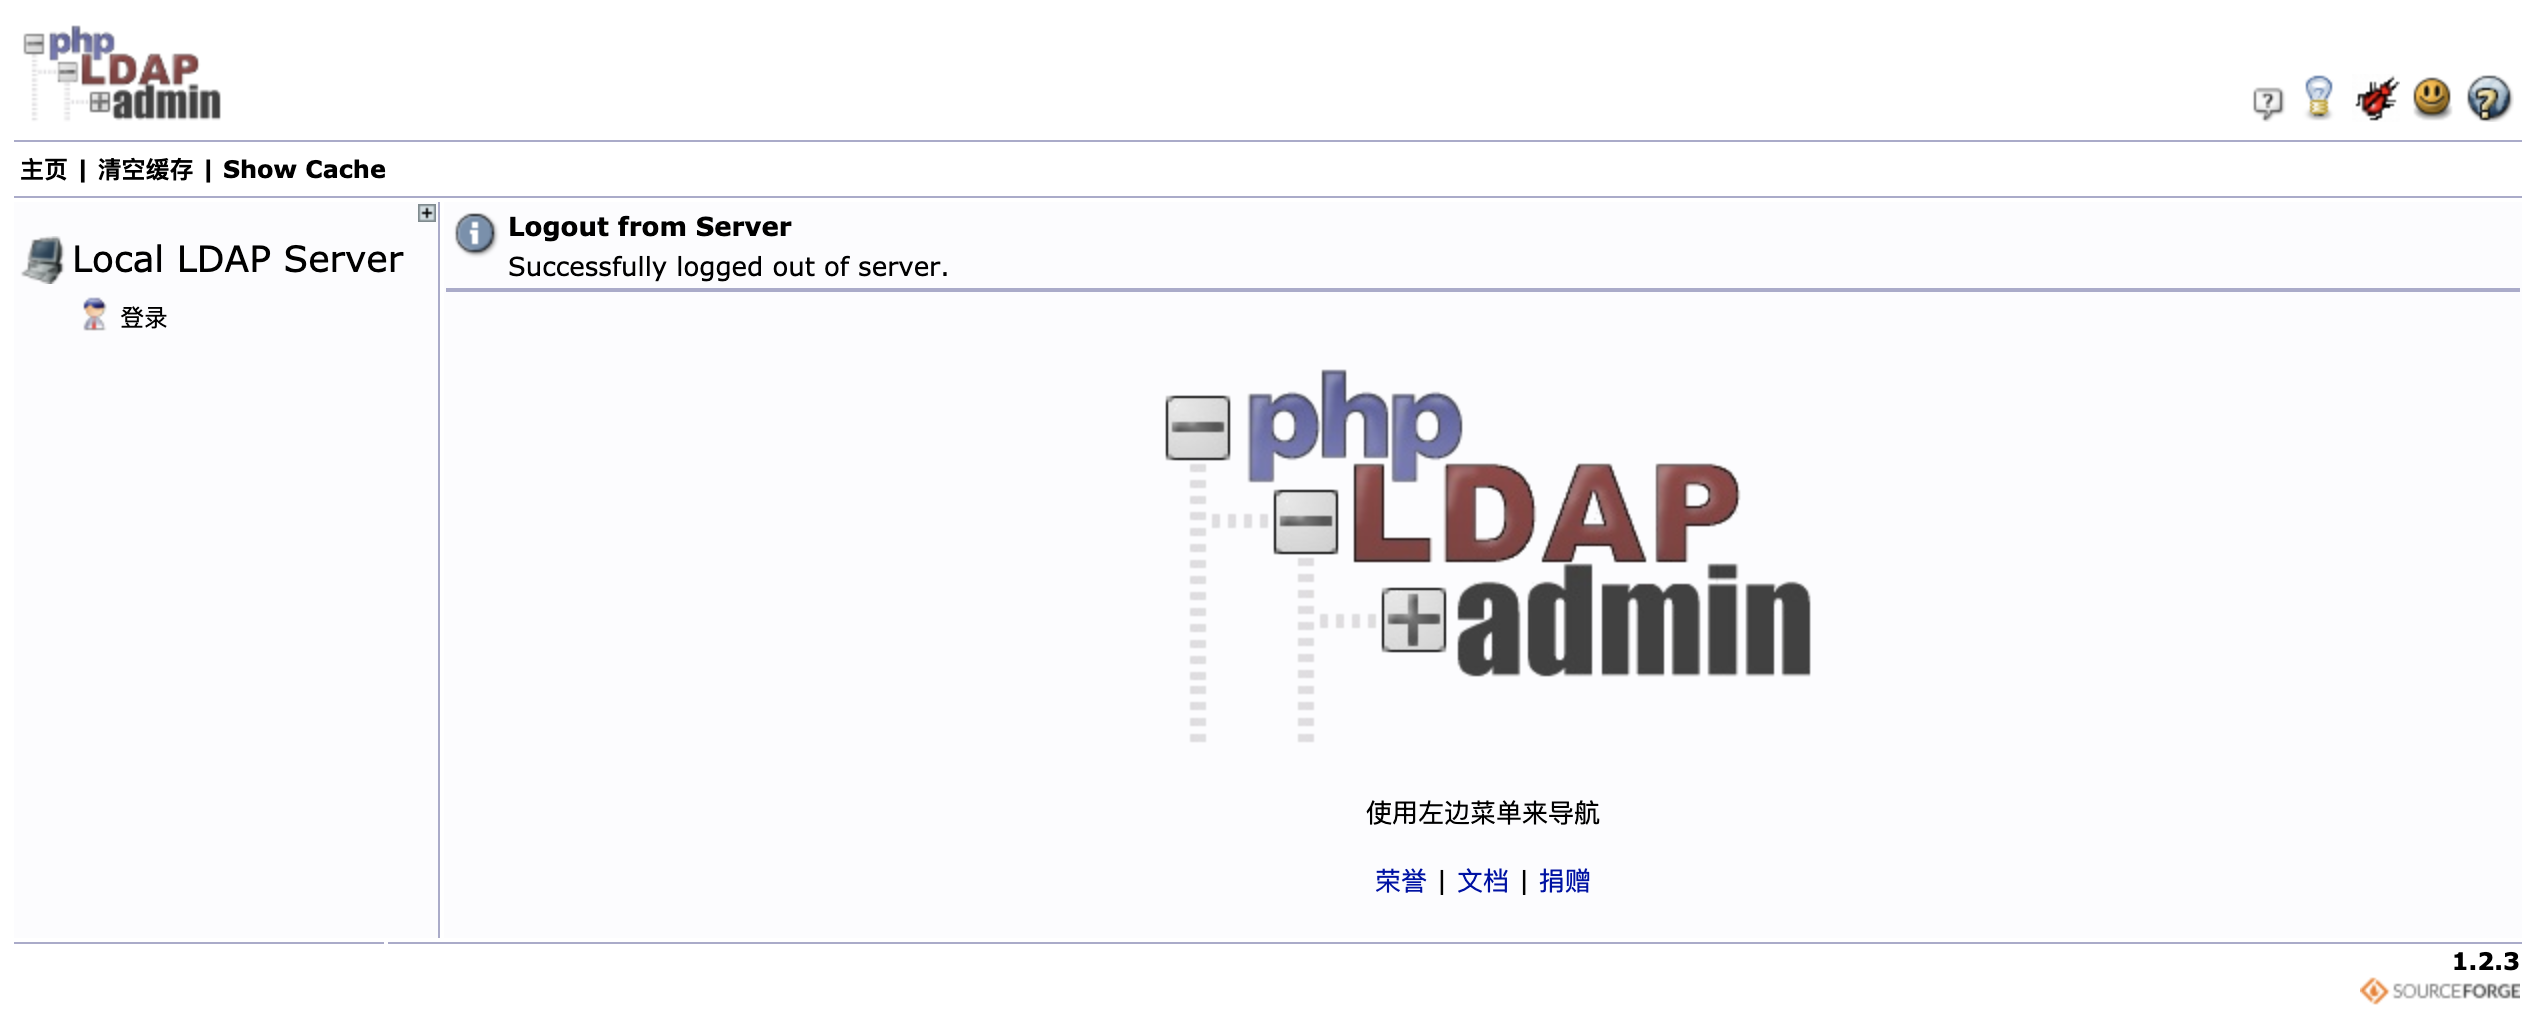 php
LDAP
admin
主页 | 清空缓存 | Show Cache
Local LDAP Server
登录
Logout from Server
Successfully logged out of server.
php
LDAP
admin
使用左边菜单来导航
荣誉 | 文档 | 捐赠
1.2.3
SOURCEFORGE